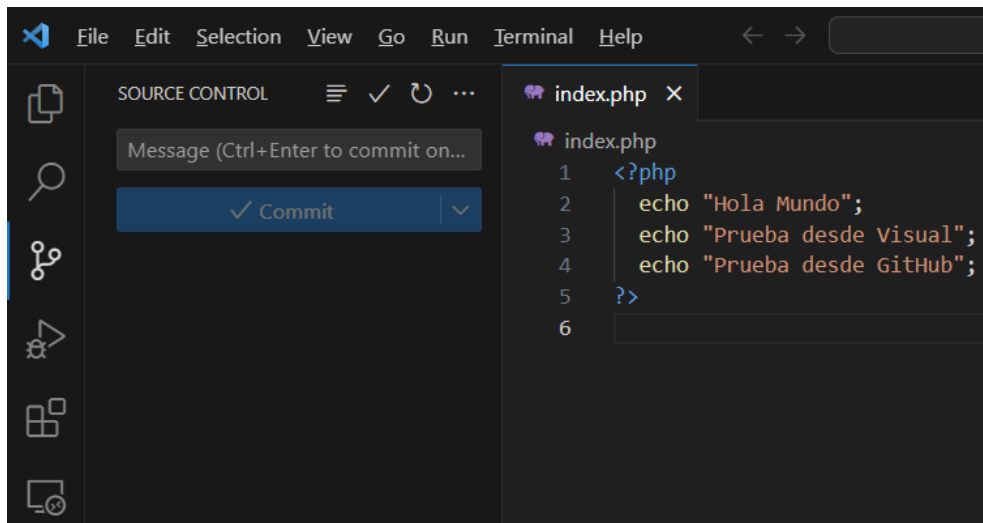 File Edit Selection View Go Run Terminal Help
SOURCE CONTROL
Message (Ctrl+Enter to commit on...
Commit
index.php
index.php
1 <?php
2 echo "Hola Mundo";
3 echo "Prueba desde Visual";
4 echo "Prueba desde GitHub";
5 ?>
6